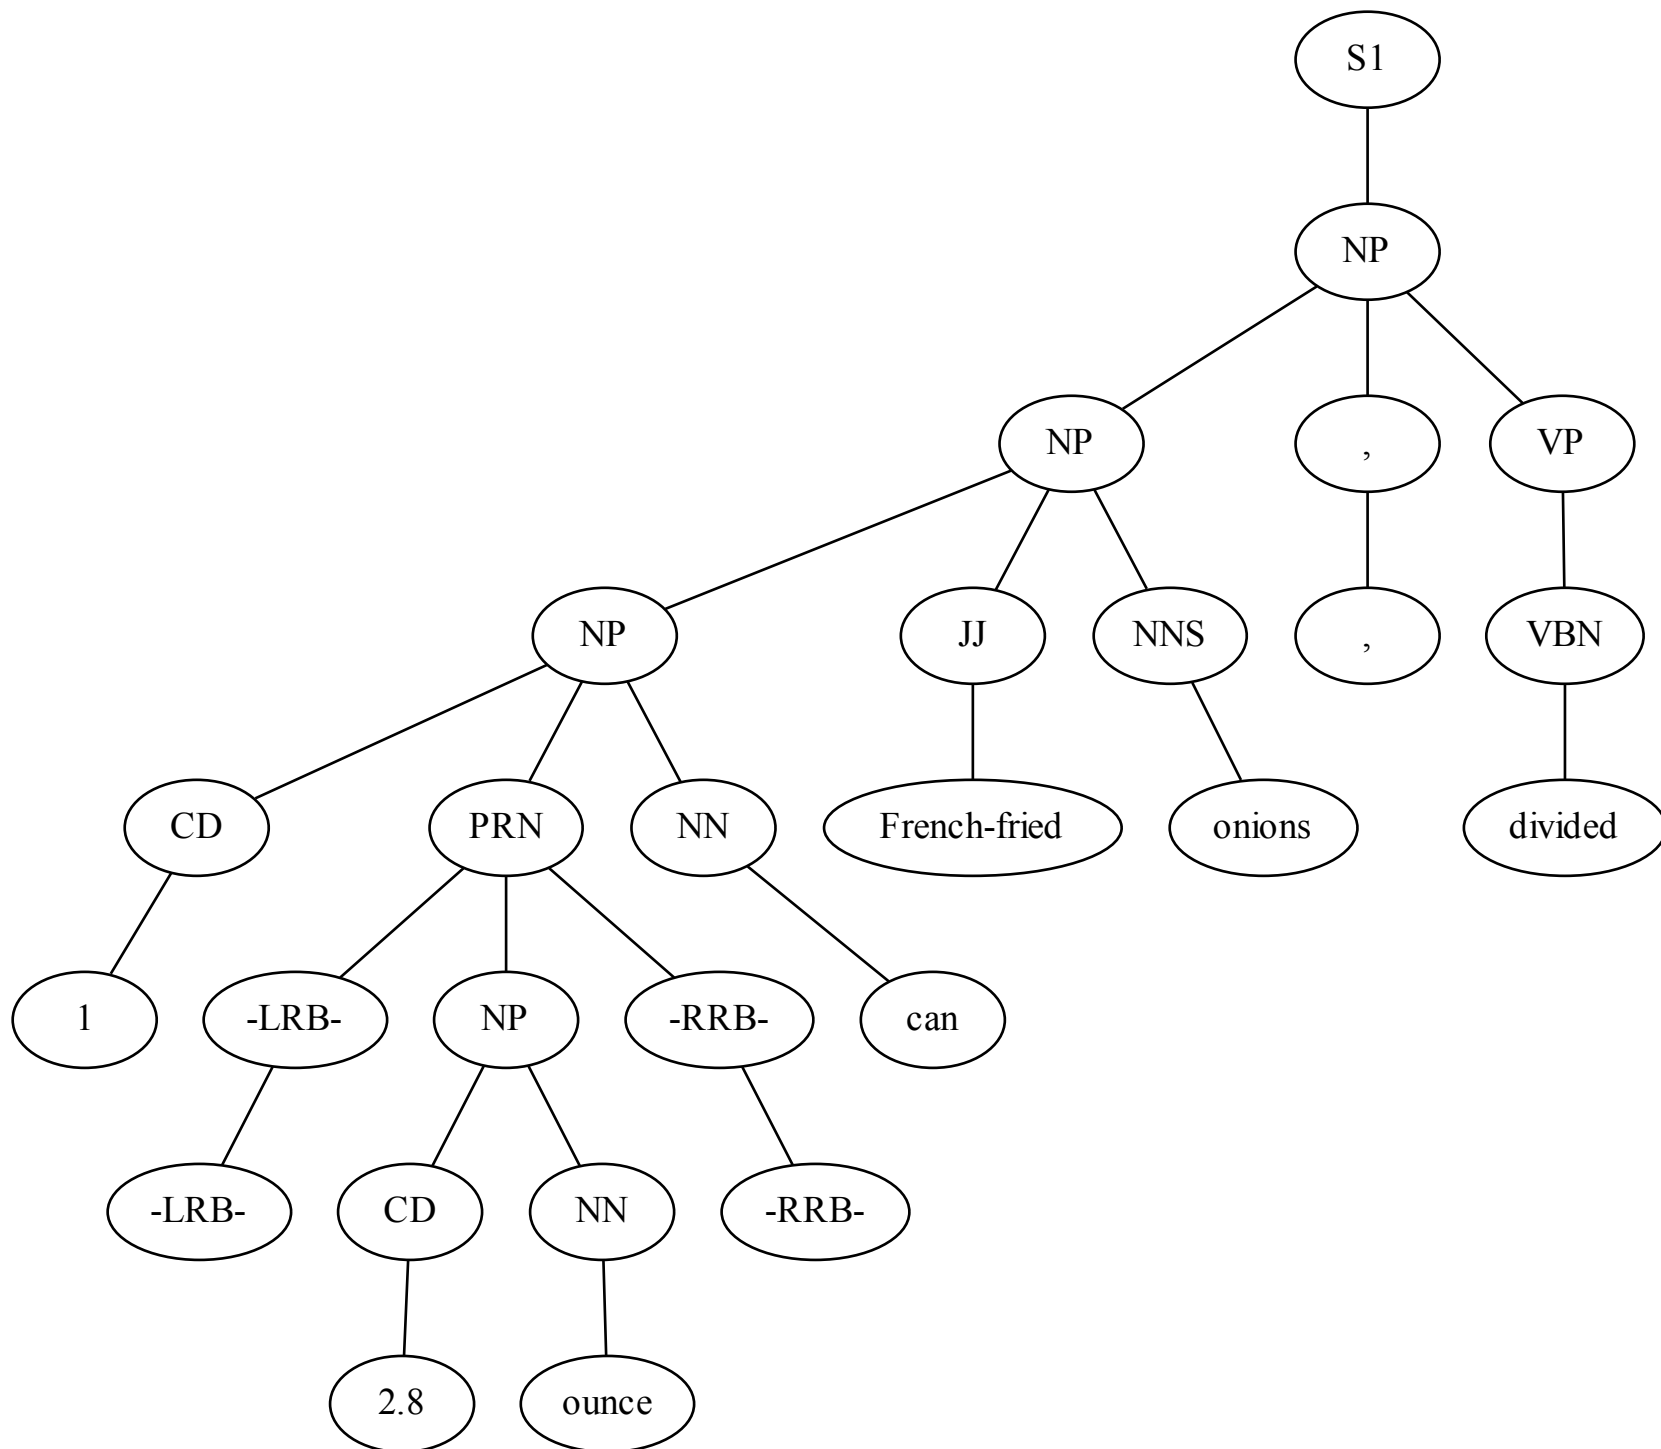 S1
NP
NP , VP
NP JJ NNS , VBN
CD PRN NN French-fried onions divided
1 -LRB- NP -RRB- can
-LRB- CD NN -RRB-
2.8 ounce